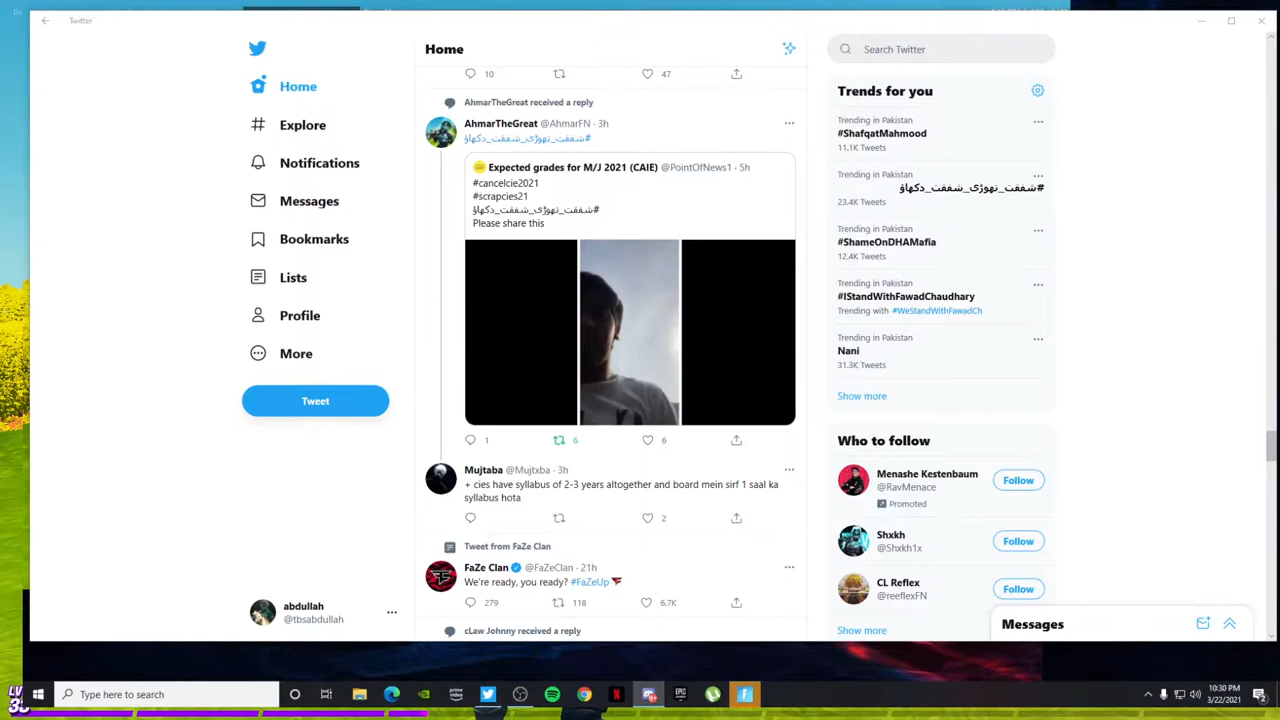 Twitter
Home
Explore
Notifications
Messages
Bookmarks
Lists
Profile
More
Tweet
abdullah
@tbsabdullah
Home
10
47
AhmarTheGreat received a reply
AhmarTheGreat @AhmarFN · 3h
#شفقت_تھوڑی_شفقت_دکھاؤ
Expected grades for M/J 2021 (CAIE) @PointOfNews1 · 5h
#cancelcie2021
#scrapcies21
#شفقت_تھوڑی_شفقت_دکھاؤ
Please share this
1
6
6
Mujtaba @Mujtxba · 3h
+ cies have syllabus of 2-3 years altogether and board mein sirf 1 saal ka
syllabus hota
2
Tweet from FaZe Clan
FaZe Clan @FaZeClan · 21h
We're ready, you ready? #FaZeUp
279
118
6.7K
cLaw Johnny received a reply
Search Twitter
Trends for you
Trending in Pakistan
#ShafqatMahmood
11.1K Tweets
Trending in Pakistan
#شفقت_تھوڑی_شفقت_دکھاؤ
23.4K Tweets
Trending in Pakistan
#ShameOnDHAMafia
12.4K Tweets
Trending in Pakistan
#IStandWithFawadChaudhary
Trending with #WeStandWithFawadCh
Trending in Pakistan
Nani
31.3K Tweets
Show more
Who to follow
Menashe Kestenbaum
@RavMenace
Follow
Promoted
Shxkh
@Shxkh1x
Follow
CL Reflex
@reeflexFN
Follow
Show more
Messages
Type here to search
prime video
EPIC
10:30 PM
3/22/2021
2